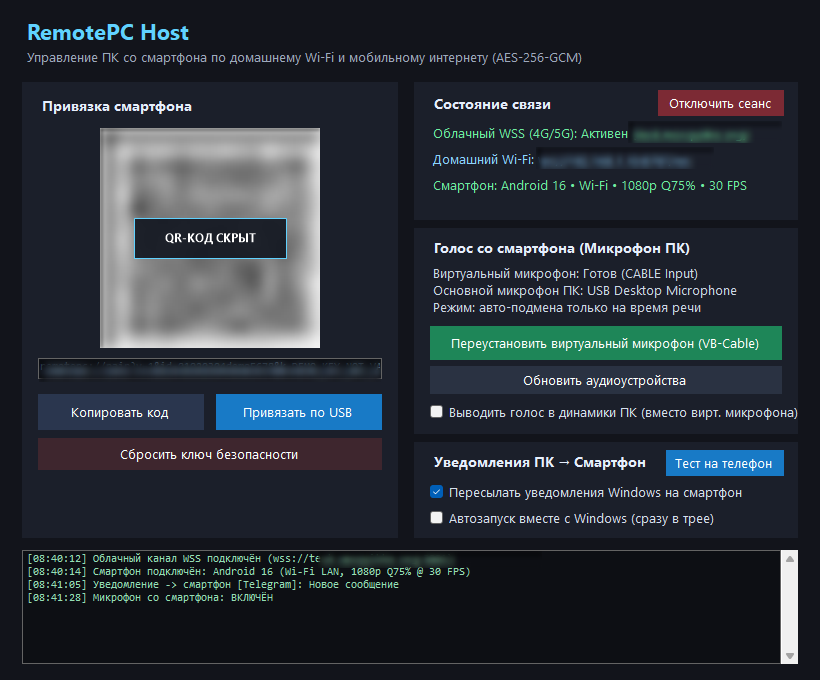 RemotePC Host
Управление ПК со смартфона по домашнему Wi-Fi и мобильному интернету (AES-256-GCM)
Привязка смартфона
QR-КОД СКРЫТ
Копировать код
Привязать по USB
Сбросить ключ безопасности
Состояние связи
Отключить сеанс
Облачный WSS (4G/5G): Активен
Домашний Wi-Fi:
Смартфон: Android 16 • Wi-Fi • 1080p Q75% • 30 FPS
Голос со смартфона (Микрофон ПК)
Виртуальный микрофон: Готов (CABLE Input)
Основной микрофон ПК: USB Desktop Microphone
Режим: авто-подмена только на время речи
Переустановить виртуальный микрофон (VB-Cable)
Обновить аудиоустройства
Выводить голос в динамики ПК (вместо вирт. микрофона)
Уведомления ПК → Смартфон
Тест на телефон
Пересылать уведомления Windows на смартфон
Автозапуск вместе с Windows (сразу в трее)
[08:40:12] Облачный канал WSS подключён (wss://te
[08:40:14] Смартфон подключён: Android 16 (Wi-Fi LAN, 1080p Q75% @ 30 FPS)
[08:41:05] Уведомление -> смартфон [Telegram]: Новое сообщение
[08:41:28] Микрофон со смартфона: ВКЛЮЧЁН